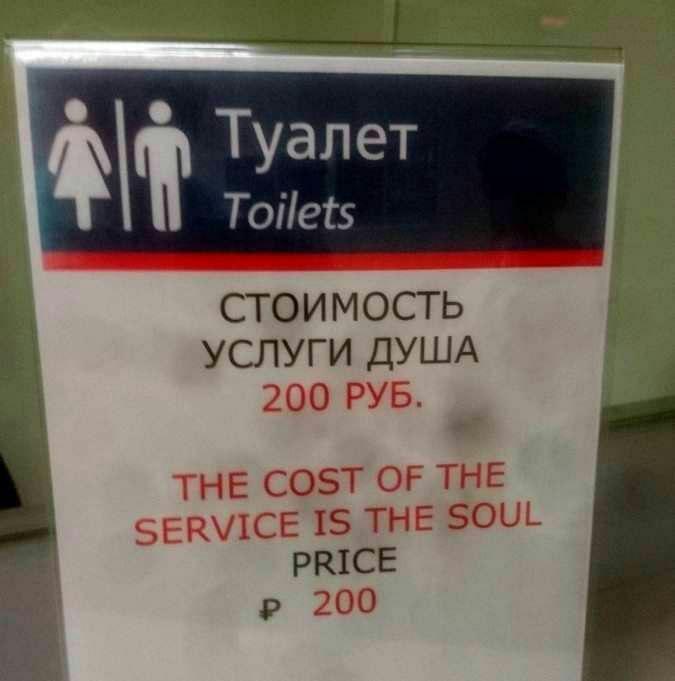 Туалет
Toilets
СТОИМОСТЬ
УСЛУГИ ДУША
200 РУБ.
THE COST OF THE
SERVICE IS THE SOUL
PRICE
₽ 200